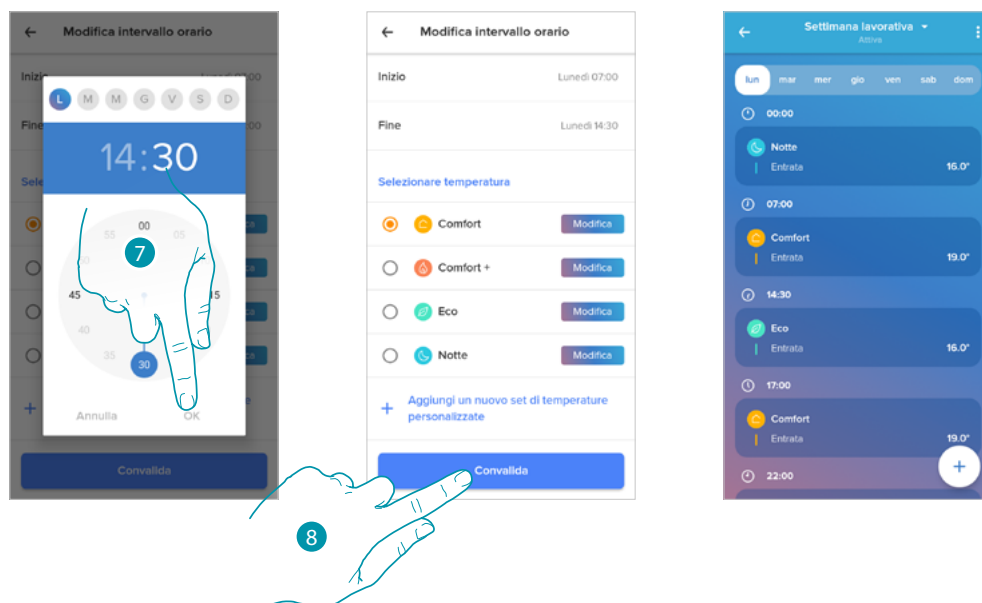 Modifica intervallo orario
Inizio
Fine
Sele
L M M G V S D
14:30
00
05
55
45
15
40
35
30
7
Annulla
OK
Convalida
Modifica intervallo orario
Inizio
Lunedì 07:00
Fine
Lunedì 14:30
Selezionare temperatura
Comfort
Modifica
Comfort +
Modifica
Eco
Modifica
Notte
Modifica
+ Aggiungi un nuovo set di temperature
personalizzate
Convalida
8
Settimana lavorativa
Attiva
lun mar mer gio ven sab dom
00:00
Notte
Entrata
16.0°
07:00
Comfort
Entrata
19.0°
14:30
Eco
Entrata
16.0°
17:00
Comfort
Entrata
19.0°
+
22:00